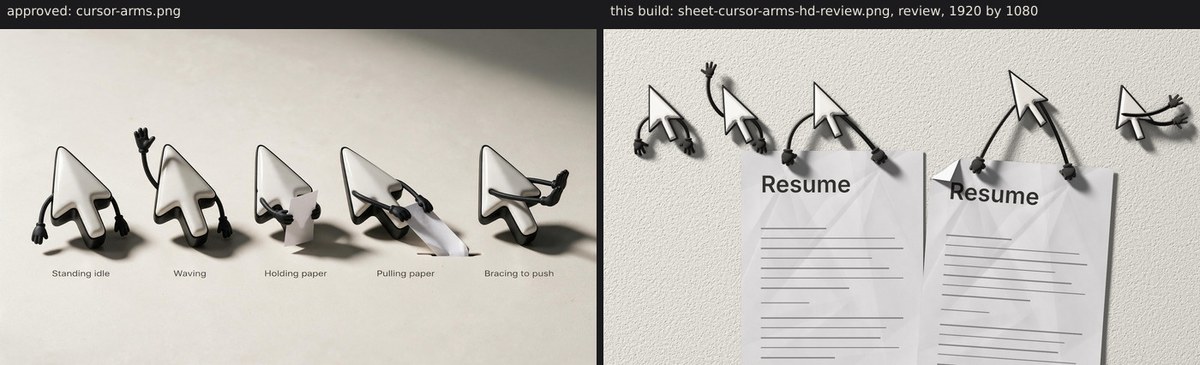 approved: cursor-arms.png
this build: sheet-cursor-arms-hd-review.png, review, 1920 by 1080
Standing idle
Waving
Holding paper
Pulling paper
Bracing to push
Resume
Resume